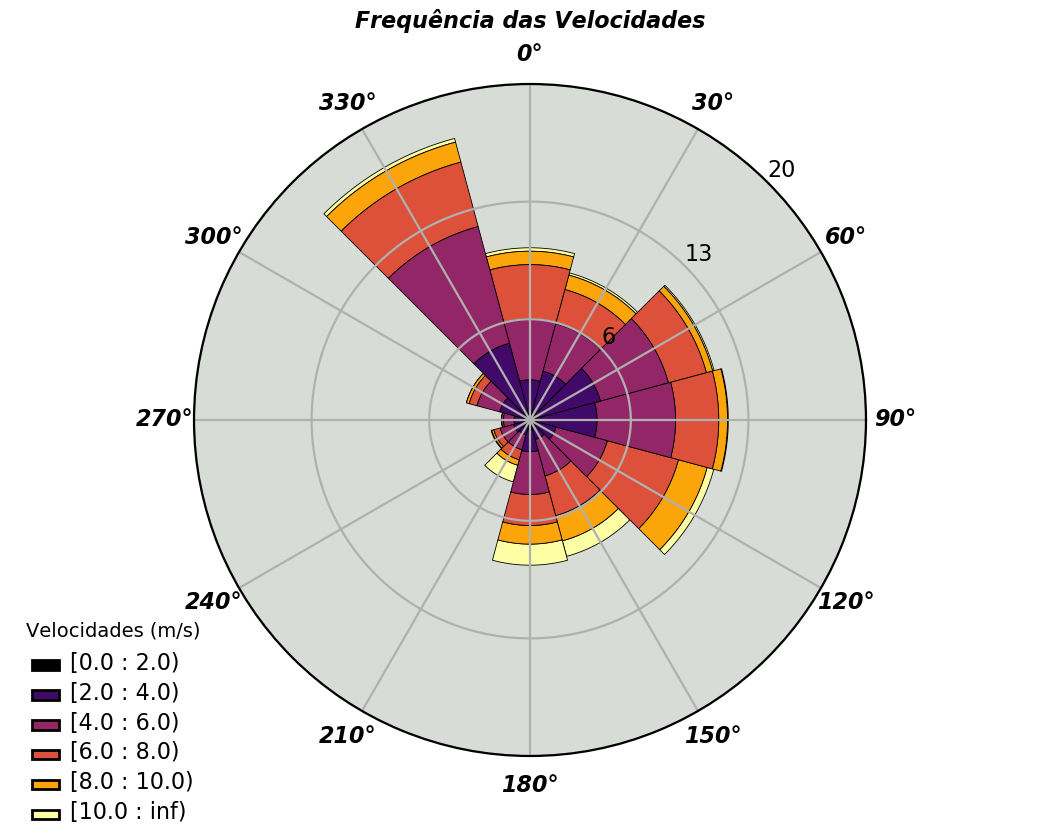 Frequência das Velocidades
0°
330°
30°
20
300°
60°
13
6
270°
90°
240°
120°
210°
150°
180°
Velocidades (m/s)
[0.0 : 2.0)
[2.0 : 4.0)
[4.0 : 6.0)
[6.0 : 8.0)
[8.0 : 10.0)
[10.0 : inf)